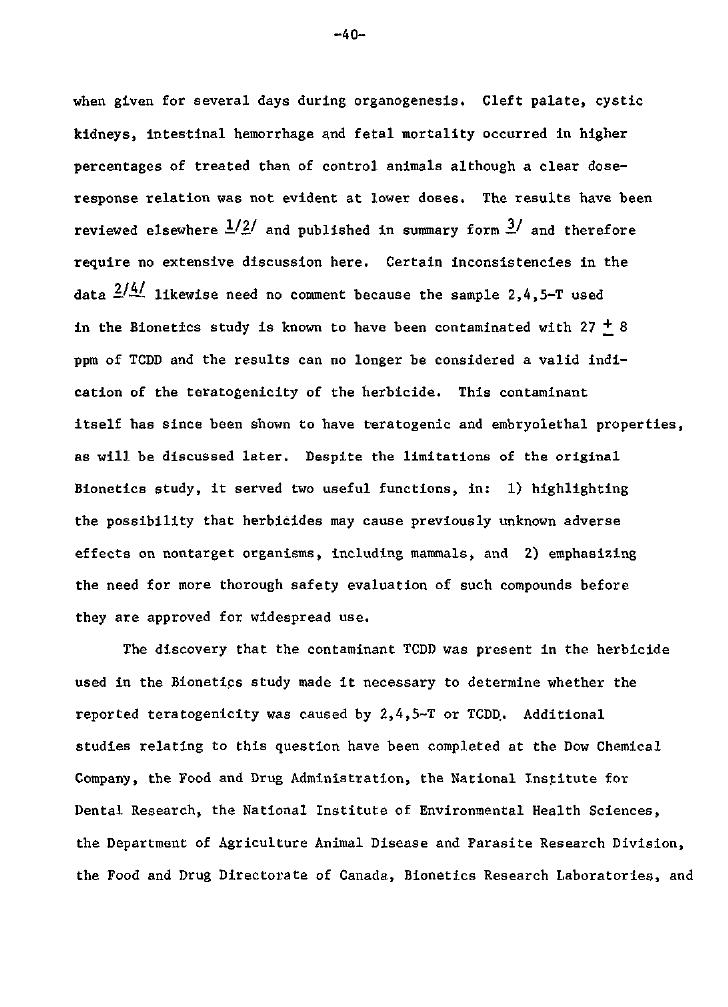 -40-
when given for several days during organogenesis. Cleft palate, cystic
kidneys, intestinal hemorrhage and fetal mortality occurred in higher
percentages of treated than of control animals although a clear dose-
response relation was not evident at lower doses. The results have been
reviewed elsewhere 1/2/ and published in summary form 3/ and therefore
require no extensive discussion here. Certain inconsistencies in the
data 2/4/ likewise need no comment because the sample 2,4,5-T used
in the Bionetics study is known to have been contaminated with 27 ± 8
ppm of TCDD and the results can no longer be considered a valid indi-
cation of the teratogenicity of the herbicide. This contaminant
itself has since been shown to have teratogenic and embryolethal properties,
as will be discussed later. Despite the limitations of the original
Bionetics study, it served two useful functions, in: 1) highlighting
the possibility that herbicides may cause previously unknown adverse
effects on nontarget organisms, including mammals, and 2) emphasizing
the need for more thorough safety evaluation of such compounds before
they are approved for widespread use.
The discovery that the contaminant TCDD was present in the herbicide
used in the Bionetics study made it necessary to determine whether the
reported teratogenicity was caused by 2,4,5-T or TCDD. Additional
studies relating to this question have been completed at the Dow Chemical
Company, the Food and Drug Administration, the National Institute for
Dental Research, the National Institute of Environmental Health Sciences,
the Department of Agriculture Animal Disease and Parasite Research Division,
the Food and Drug Directorate of Canada, Bionetics Research Laboratories, and